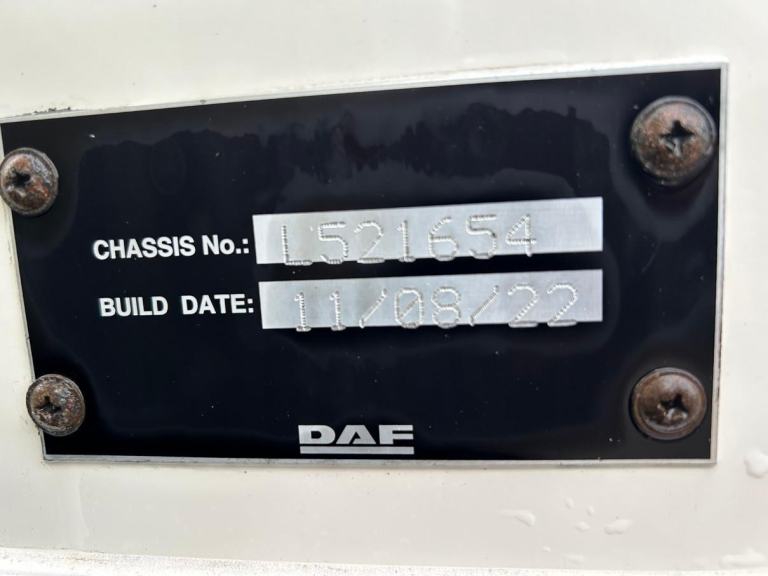 CHASSIS No.: L521654
BUILD DATE: 11/08/22
DAF